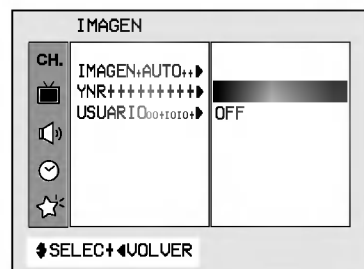 IMAGEN
CH.
IMAGEN AUTO
YNR
USUARIO
OFF
SELEC VOLVER